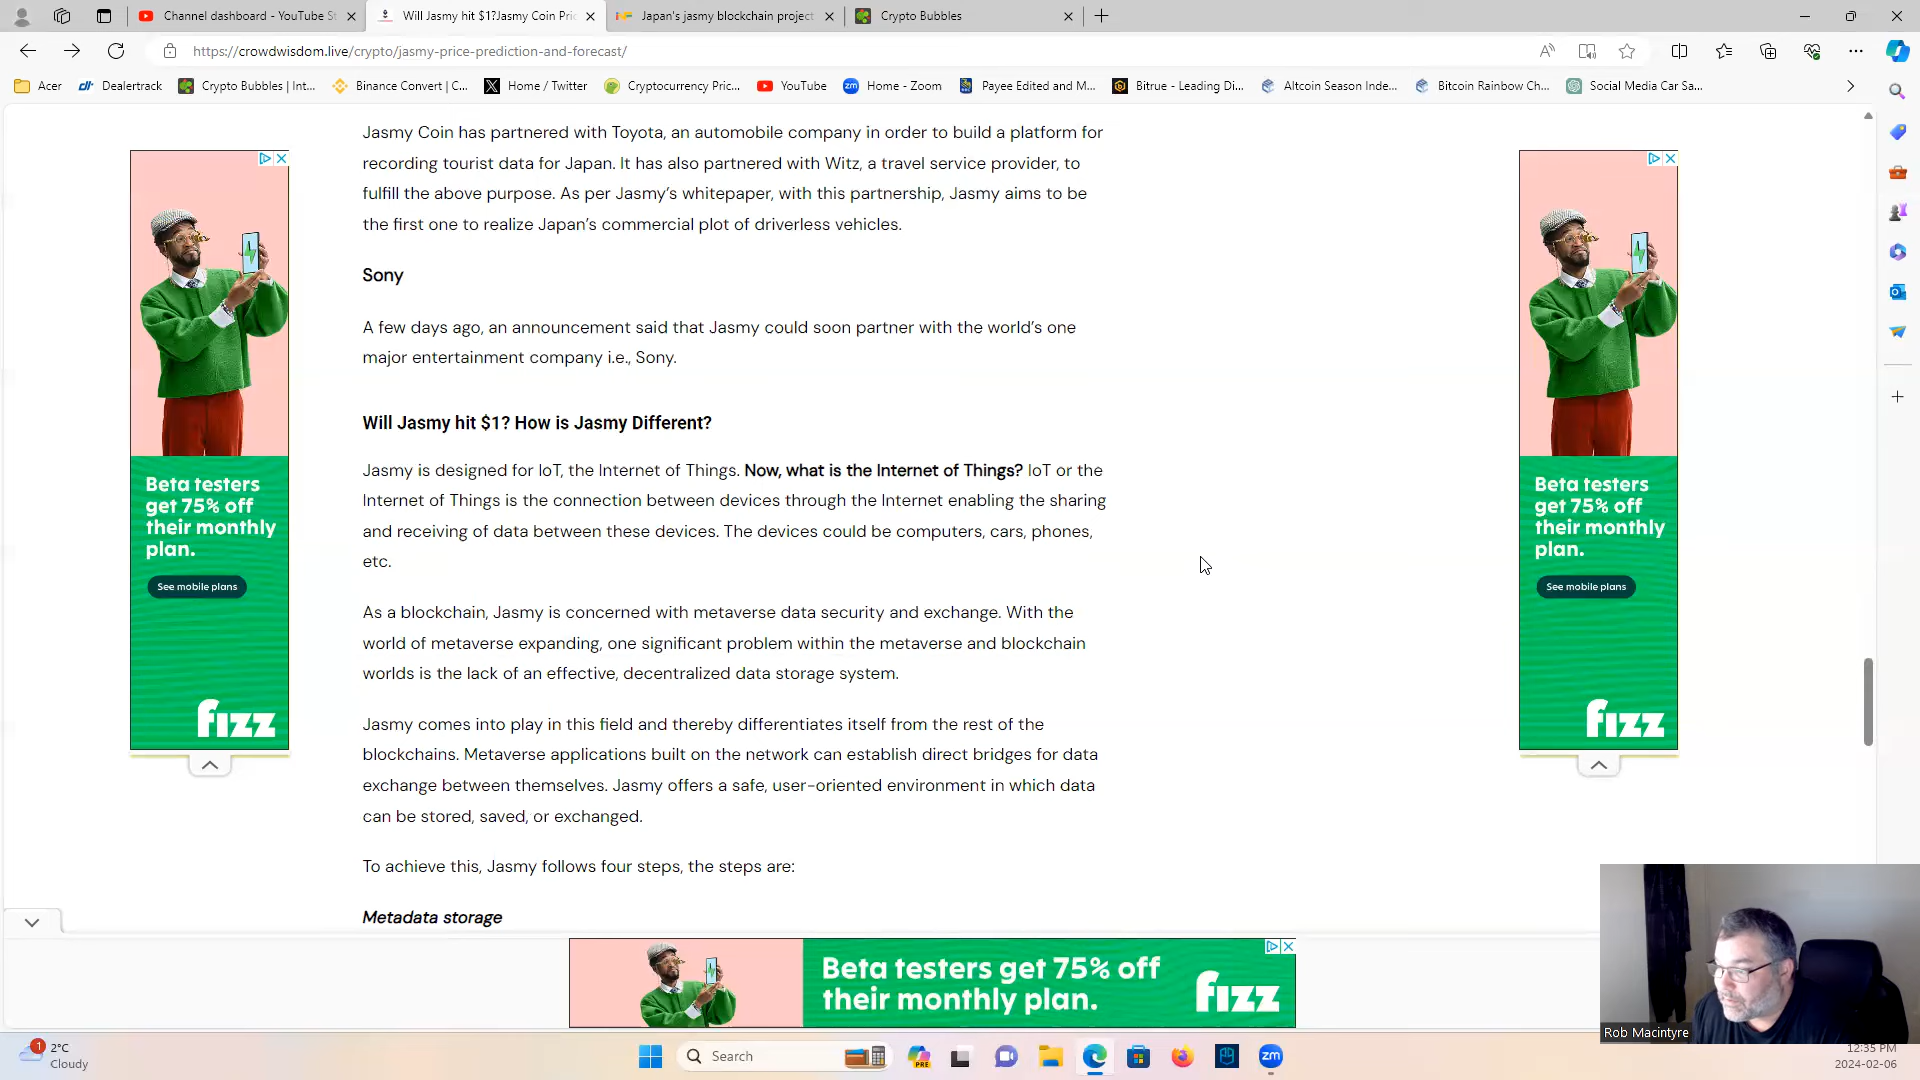 Channel dashboard - YouTube St
Will Jasmy hit $1?Jasmy Coin Pric
Japan's jasmy blockchain project
Crypto Bubbles
https://crowdwisdom.live/crypto/jasmy-price-prediction-and-forecast/
Acer
Dealertrack
Crypto Bubbles | Int...
Binance Convert | C...
Home / Twitter
Cryptocurrency Pric...
YouTube
Home - Zoom
Payee Edited and M...
Bitrue - Leading Di...
Altcoin Season Inde...
Bitcoin Rainbow Ch...
Social Media Car Sa...
Jasmy Coin has partnered with Toyota, an automobile company in order to build a platform for
recording tourist data for Japan. It has also partnered with Witz, a travel service provider, to
fulfill the above purpose. As per Jasmy's whitepaper, with this partnership, Jasmy aims to be
the first one to realize Japan's commercial plot of driverless vehicles.
Sony
A few days ago, an announcement said that Jasmy could soon partner with the world's one
major entertainment company i.e., Sony.
Will Jasmy hit $1? How is Jasmy Different?
Jasmy is designed for IoT, the Internet of Things. Now, what is the Internet of Things? IoT or the
Internet of Things is the connection between devices through the Internet enabling the sharing
and receiving of data between these devices. The devices could be computers, cars, phones,
etc.
As a blockchain, Jasmy is concerned with metaverse data security and exchange. With the
world of metaverse expanding, one significant problem within the metaverse and blockchain
worlds is the lack of an effective, decentralized data storage system.
Jasmy comes into play in this field and thereby differentiates itself from the rest of the
blockchains. Metaverse applications built on the network can establish direct bridges for data
exchange between themselves. Jasmy offers a safe, user-oriented environment in which data
can be stored, saved, or exchanged.
To achieve this, Jasmy follows four steps, the steps are:
Metadata storage
Beta testers
get 75% off
their monthly
plan.
See mobile plans
fizz
Beta testers
get 75% off
their monthly
plan.
See mobile plans
fizz
Beta testers get 75% off
their monthly plan.
fizz
Rob Macintyre
1
2°C
Cloudy
Search
PRE
zm
12:35 PM
2024-02-06